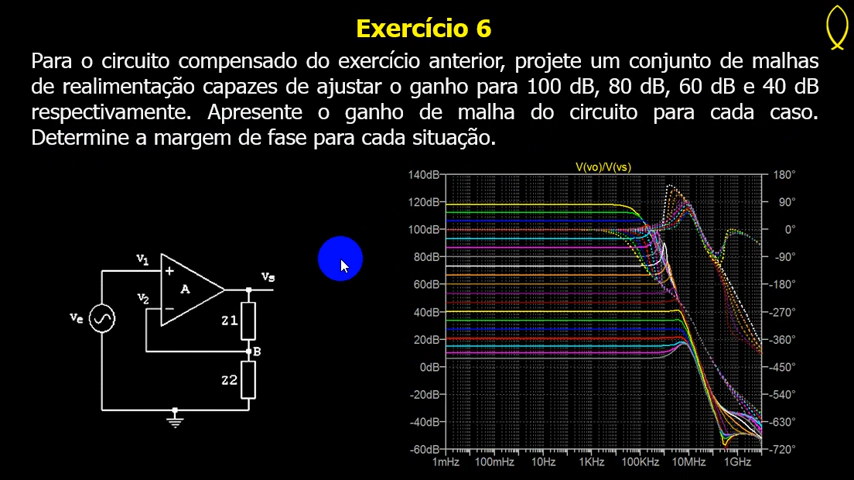 Exercício 6
Para o circuito compensado do exercício anterior, projete um conjunto de malhas
de realimentação capazes de ajustar o ganho para 100 dB, 80 dB, 60 dB e 40 dB
respectivamente. Apresente o ganho de malha do circuito para cada caso.
Determine a margem de fase para cada situação.
V(vo)/V(vs)
140dB 180°
120dB 90°
100dB 0°
80dB -90°
60dB -180°
40dB -270°
20dB -360°
0dB -450°
-20dB -540°
-40dB -630°
-60dB -720°
1mHz 100mHz 10Hz 1KHz 100KHz 10MHz 1GHz
v1
+
A
v2
-
vs
ve
Z1
B
Z2